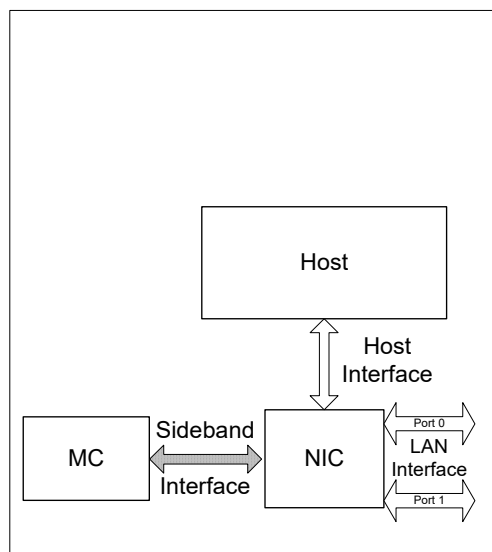 Host
Host
Interface
Sideband
MC
Interface
NIC
Port 0
LAN
Interface
Port 1